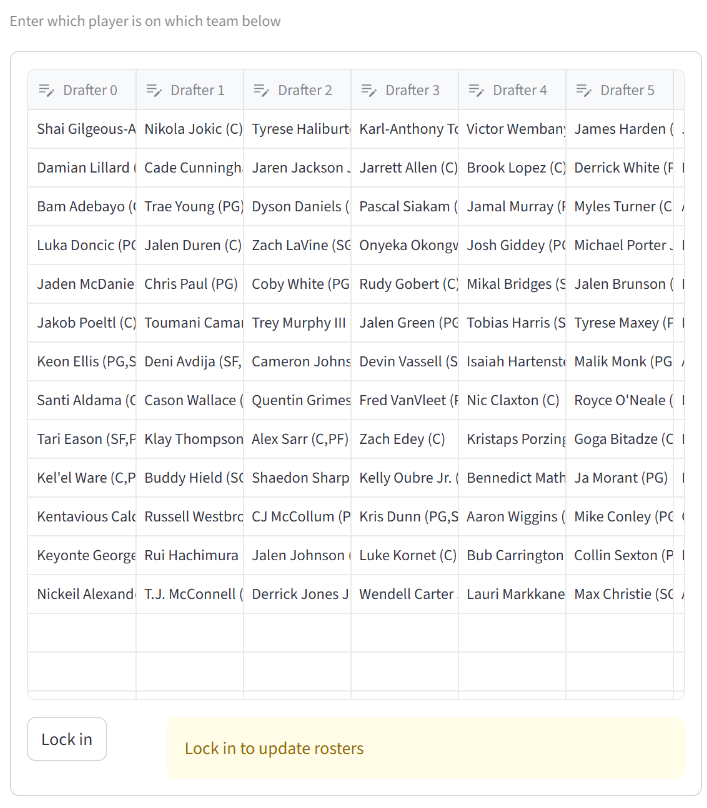 Enter which player is on which team below
Drafter 0 Drafter 1 Drafter 2 Drafter 3 Drafter 4 Drafter 5
Shai Gilgeous-A Nikola Jokic (C) Tyrese Haliburt Karl-Anthony To Victor Wembany James Harden (
Damian Lillard ( Cade Cunningh Jaren Jackson J Jarrett Allen (C) Brook Lopez (C) Derrick White (P
Bam Adebayo (C Trae Young (PG) Dyson Daniels ( Pascal Siakam ( Jamal Murray (P Myles Turner (C
Luka Doncic (PG Jalen Duren (C) Zach LaVine (SG Onyeka Okongw Josh Giddey (PG Michael Porter J
Jaden McDanie Chris Paul (PG) Coby White (PG Rudy Gobert (C) Mikal Bridges (S Jalen Brunson (
Jakob Poeltl (C) Toumani Camar Trey Murphy III Jalen Green (PG Tobias Harris (S Tyrese Maxey (P
Keon Ellis (PG,S Deni Avdija (SF, Cameron Johns Devin Vassell (S Isaiah Hartenste Malik Monk (PG
Santi Aldama (C Cason Wallace ( Quentin Grimes Fred VanVleet (P Nic Claxton (C) Royce O'Neale (
Tari Eason (SF,P Klay Thompson Alex Sarr (C,PF) Zach Edey (C) Kristaps Porzing Goga Bitadze (C
Kel'el Ware (C,P Buddy Hield (SG Shaedon Sharp Kelly Oubre Jr. ( Bennedict Math Ja Morant (PG)
Kentavious Cald Russell Westbro CJ McCollum (P Kris Dunn (PG,S Aaron Wiggins ( Mike Conley (PG
Keyonte George Rui Hachimura Jalen Johnson ( Luke Kornet (C) Bub Carrington Collin Sexton (P
Nickeil Alexand T.J. McConnell ( Derrick Jones J Wendell Carter Lauri Markkane Max Christie (SG
Lock in Lock in to update rosters